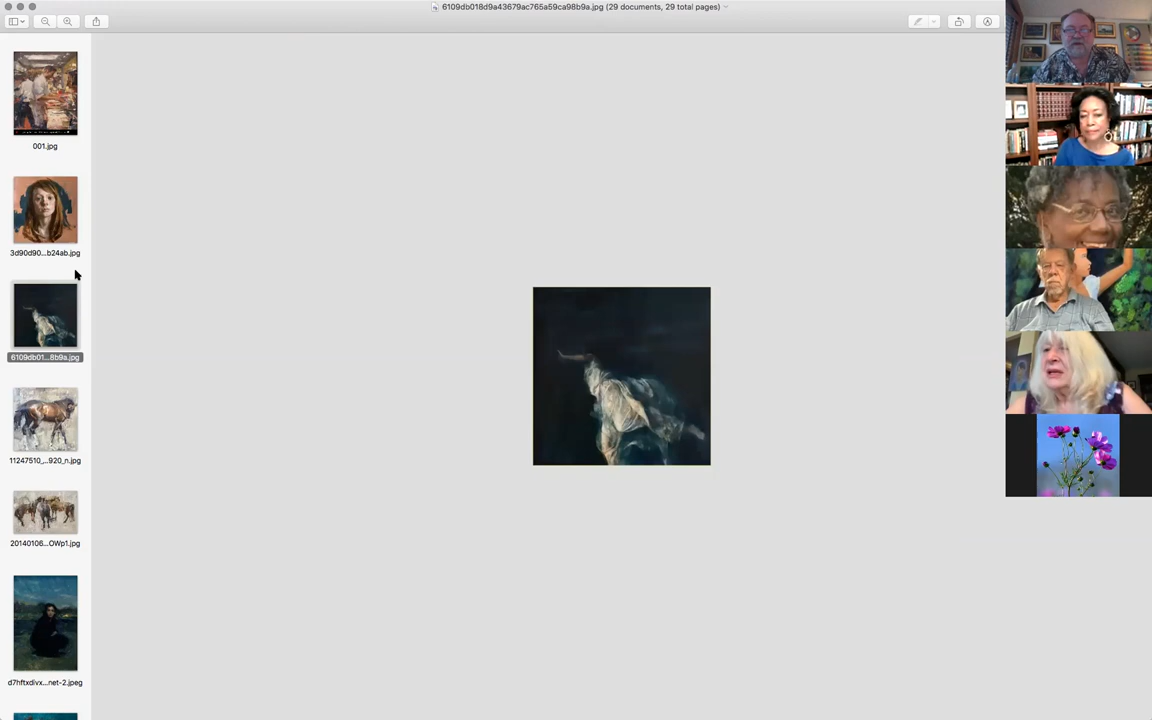 6109db018d9a43679ac765a59ca98b9a.jpg (29 documents, 29 total pages)
001.jpg
3d90d90...b24ab.jpg
6109db01...8b9a.jpg
11247510_...920_n.jpg
20140106...OWp1.jpg
d7hftxdivx...net-2.jpeg